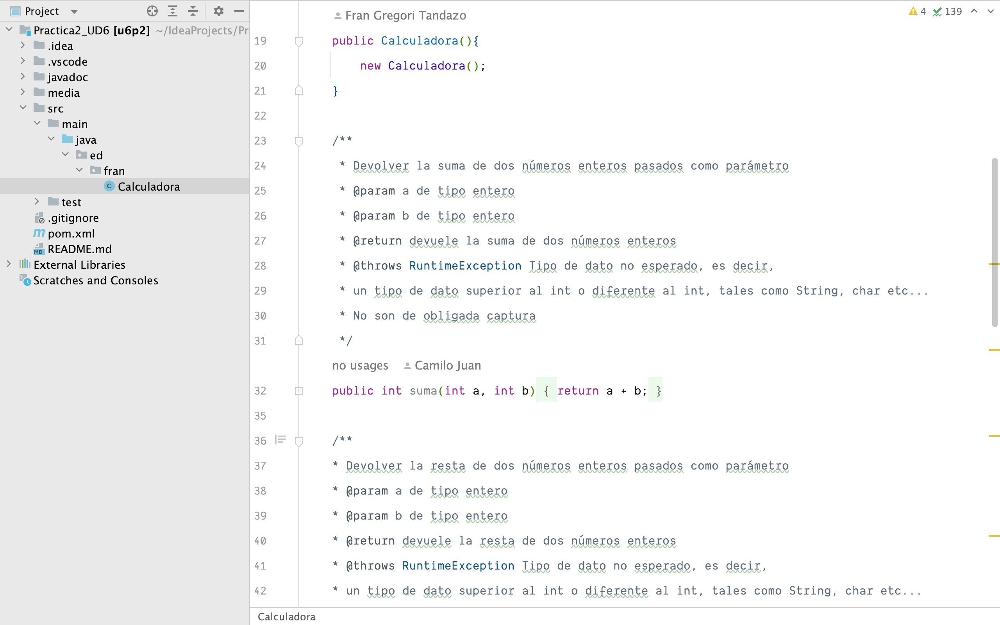 Project
Practica2_UD6 [u6p2] ~/IdeaProjects/Pr
.idea
.vscode
javadoc
media
src
main
java
ed
fran
C Calculadora
test
.gitignore
m pom.xml
MD README.md
External Libraries
Scratches and Consoles
4 139
Fran Gregori Tandazo
19 public Calculadora(){
20 new Calculadora();
21 }
22
23 /**
24 * Devolver la suma de dos números enteros pasados como parámetro
25 * @param a de tipo entero
26 * @param b de tipo entero
27 * @return devuele la suma de dos números enteros
28 * @throws RuntimeException Tipo de dato no esperado, es decir,
29 * un tipo de dato superior al int o diferente al int, tales como String, char etc...
30 * No son de obligada captura
31 */
no usages Camilo Juan
32 public int suma(int a, int b) { return a + b; }
35
36 /**
37 * Devolver la resta de dos números enteros pasados como parámetro
38 * @param a de tipo entero
39 * @param b de tipo entero
40 * @return devuele la resta de dos números enteros
41 * @throws RuntimeException Tipo de dato no esperado, es decir,
42 * un tipo de dato superior al int o diferente al int, tales como String, char etc...
Calculadora